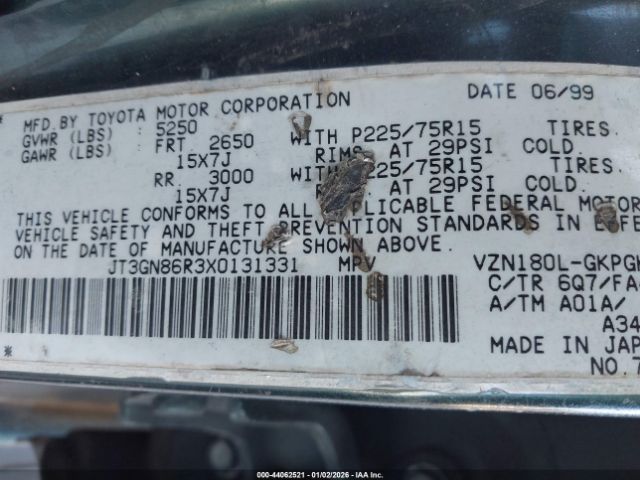 MFD.BY TOYOTA MOTOR CORPORATION DATE 06/99
GVWR (LBS) : 5250
GAWR (LBS) : FRT 2650 WITH P225/75R15 TIRES.
15X7J RIMS AT 29PSI COLD.
RR. 3000 WITH P225/75R15 TIRES.
15X7J AT 29PSI COLD.
THIS VEHICLE CONFORMS TO ALL FEDERAL MOTOR
VEHICLE SAFETY AND THEFT PREVENTION STANDARDS IN EFFE
ON THE DATE OF MANUFACTURE SHOWN ABOVE.
JT3GN86R3X0131331 MPV VZN180L-GKPGK
C/TR 6Q7/FA4
A/TM A01A/
A34
MADE IN JAPA
NO.7
000-44062521 - 01/02/2026 - IAA Inc.